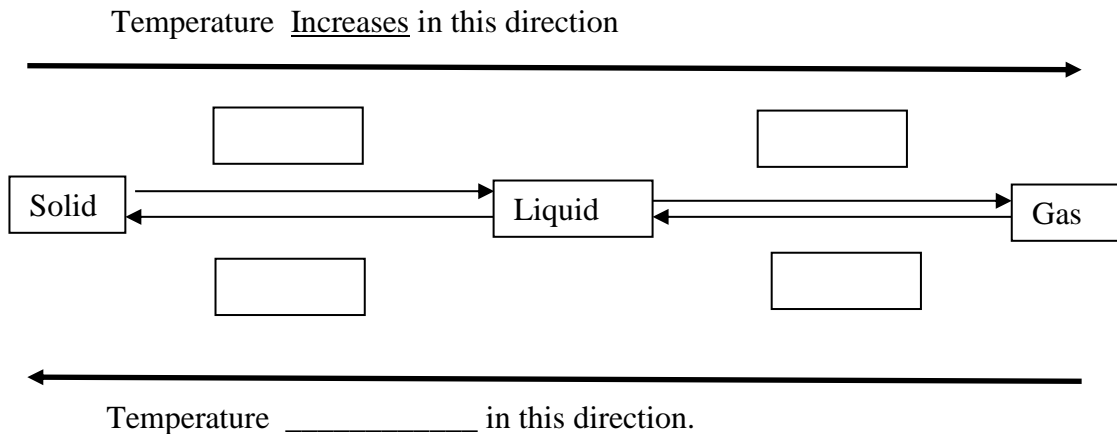 Temperature Increases in this direction
Solid
Liquid
Gas
Temperature ____________ in this direction.